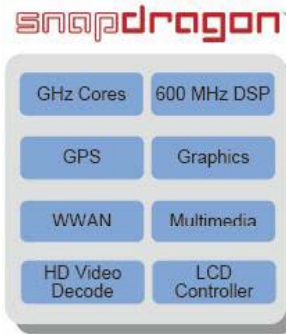 snapdragon
GHz Cores
600 MHz DSP
GPS
Graphics
WWAN
Multimedia
HD Video
Decode
LCD
Controller